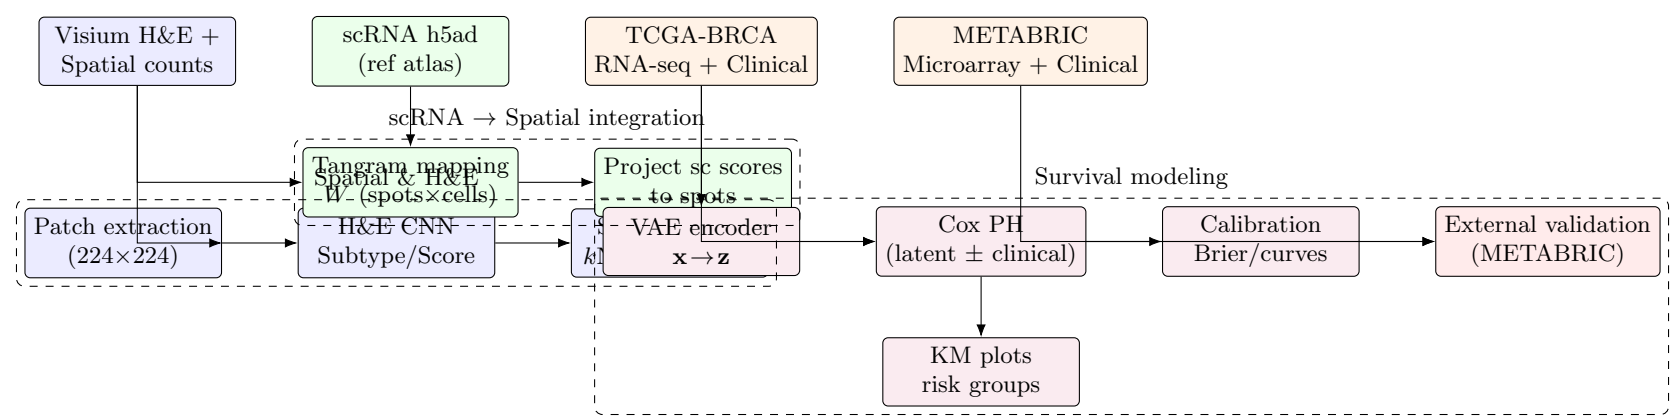 Visium H&E +
Spatial counts
scRNA h5ad
(ref atlas)
TCGA-BRCA
RNA-seq + Clinical
METABRIC
Microarray + Clinical
scRNA → Spatial integration
Tangram mapping
W (spots×cells)
Spatial & H&E
Project sc scores
to spots
Survival modeling
Patch extraction
(224×224)
H&E CNN
Subtype/Score
VAE encoder
x→z
Cox PH
(latent ± clinical)
Calibration
Brier/curves
External validation
(METABRIC)
KM plots
risk groups